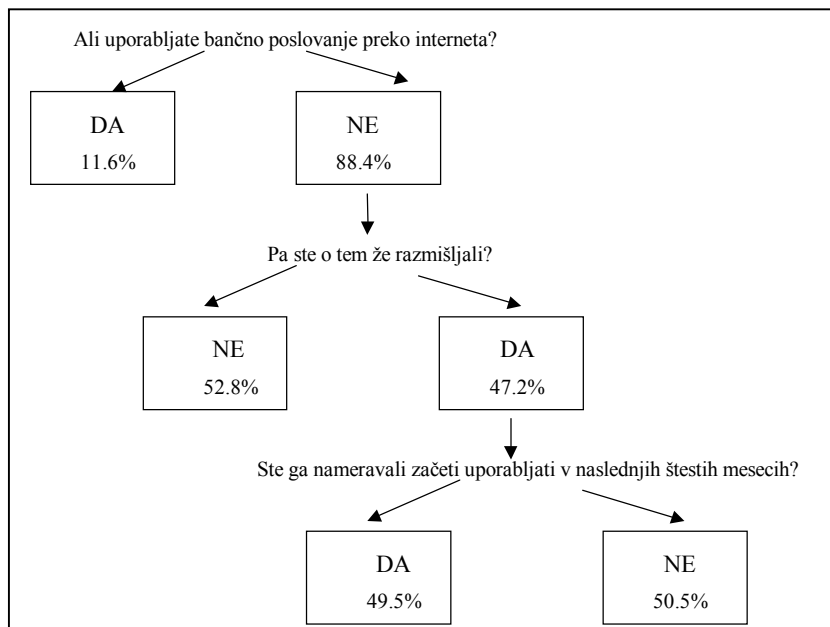 Ali uporabljate bančno poslovanje preko interneta?
DA
11.6%
NE
88.4%
Pa ste o tem že razmišljali?
NE
52.8%
DA
47.2%
Ste ga nameravali začeti uporabljati v naslednjih štestih mesecih?
DA
49.5%
NE
50.5%